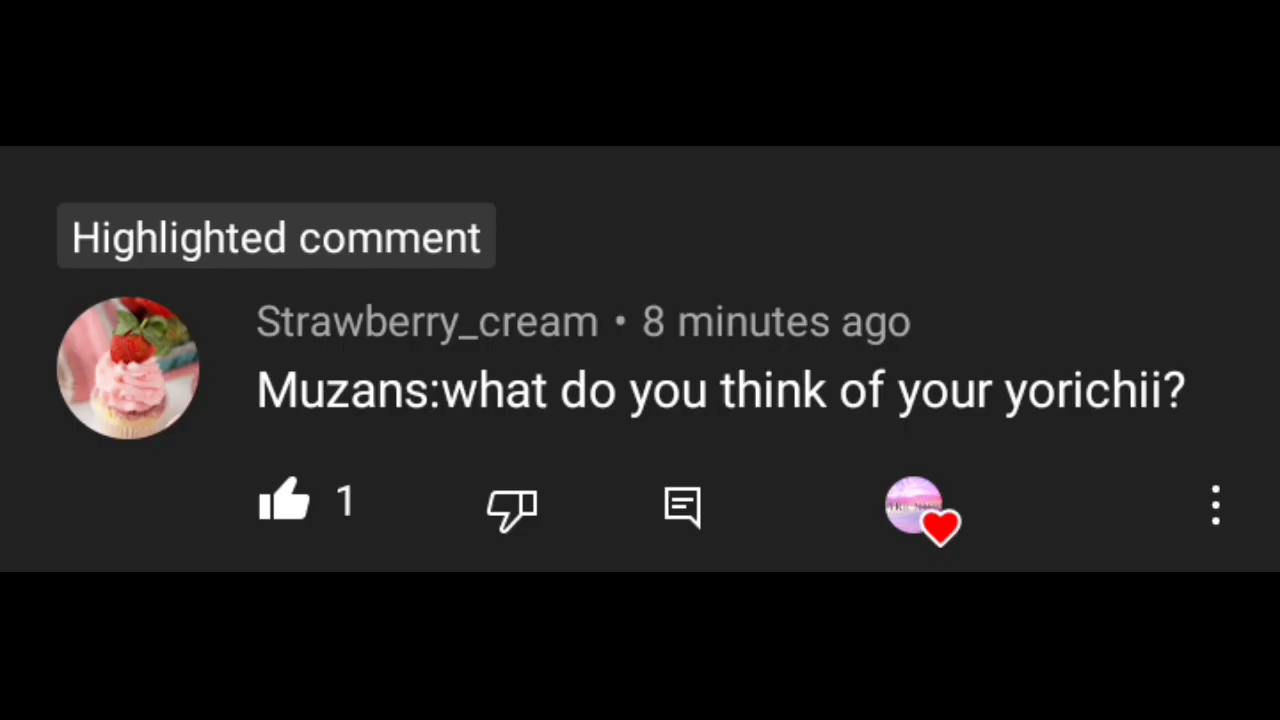 Highlighted comment
Strawberry_cream • 8 minutes ago
Muzans:what do you think of your yorichii?
1